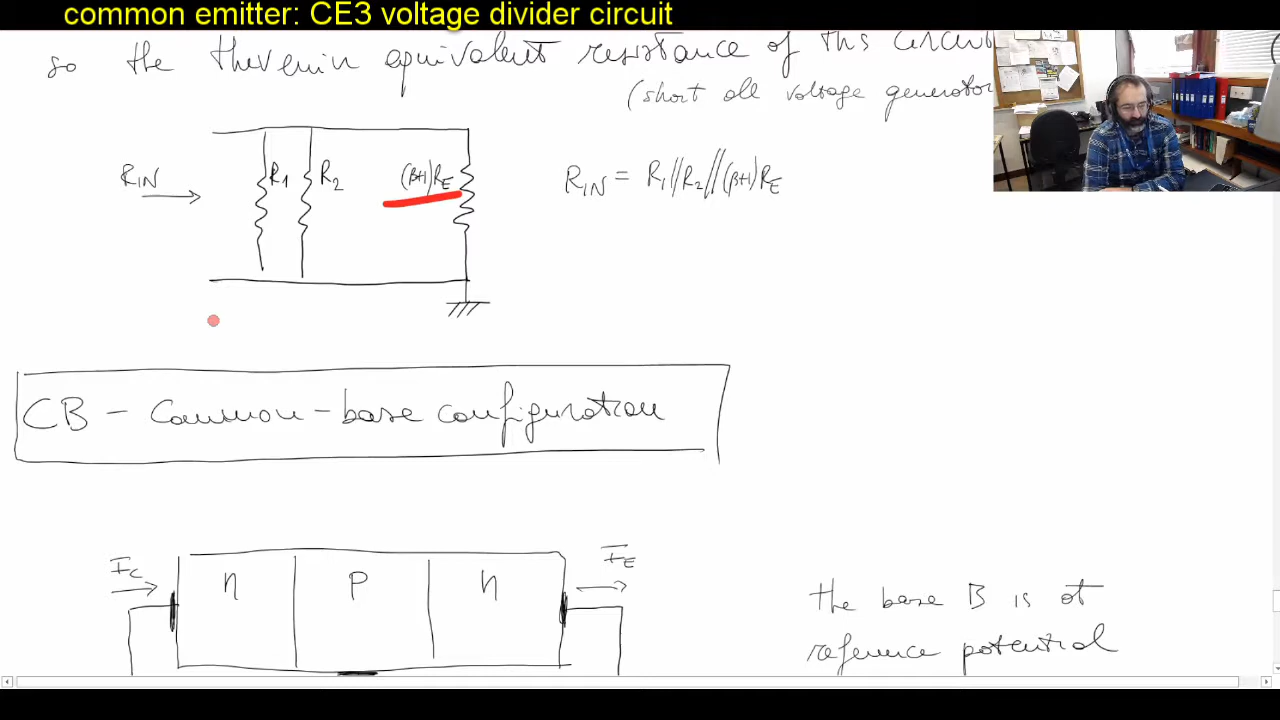 common emitter: CE3 voltage divider circuit
so the thevenin equivalent resistance of this circuit
(short all voltage generator
RIN R1 R2 (β+1)RE RIN = R1//R2//(β+1)RE
CB - Common-base configuration
IC n p n IE
the base B is at
reference potential